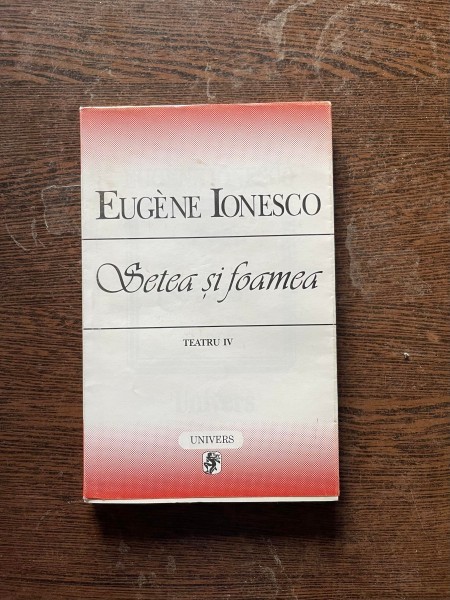 EUGÈNE IONESCO
Setea și foamea
TEATRU IV
UNIVERS